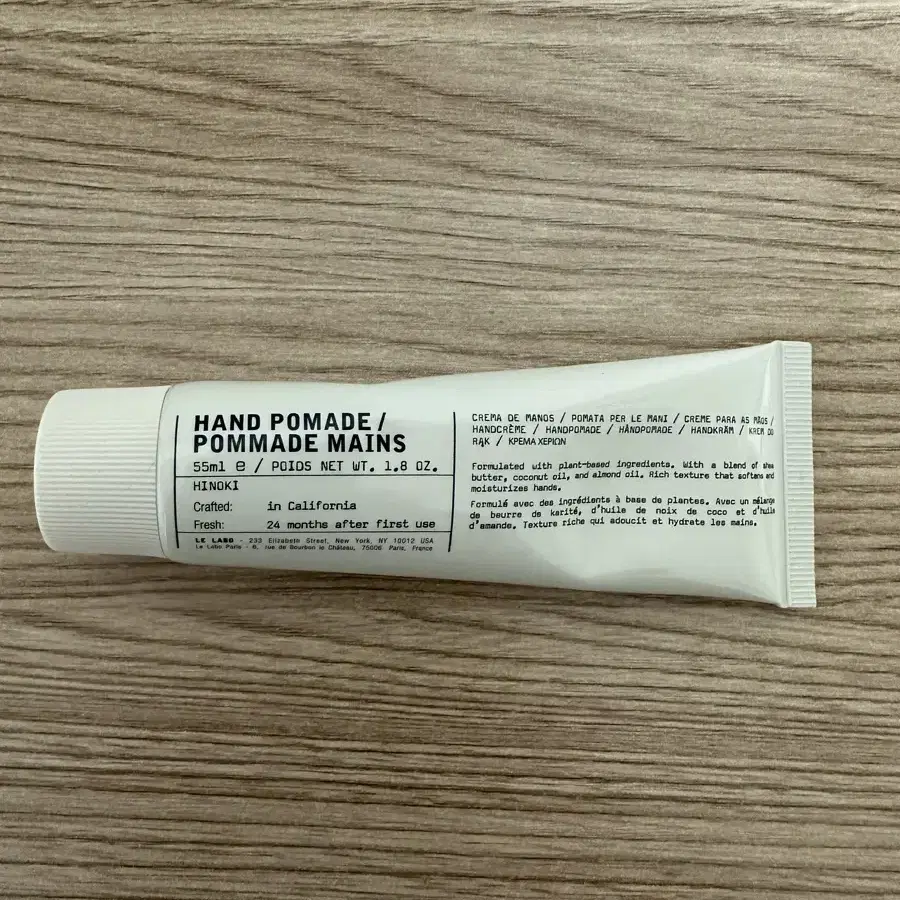 HAND POMADE/
POMMADE MAINS
55ml e / POIDS NET WT. 1.8 OZ.
HINOKI
Crafted: in California
Fresh: 24 months after first use
LE LABO - 233 Elizabeth Street, New York, NY 10012 USA
Le Labo Paris - 6, rue de Bourbon le Château, 75006 Paris, France
CREMA DE MANOS / POMATA PER LE MANI / CREME PARA AS MÃOS /
HANDCRÈME / HANDPOMADE / HÅNDPOMADE / HANDKRÄM / KREM DO
RĄK / ΚΡΕΜΑ ΧΕΡΙΩΝ
Formulated with plant-based ingredients. With a blend of shea
butter, coconut oil, and almond oil. Rich texture that softens and
moisturizes hands.
Formulé avec des ingrédients à base de plantes. Avec un mélange
de beurre de karité, d'huile de noix de coco et d'huile
d'amande. Texture riche qui adoucit et hydrate les mains.